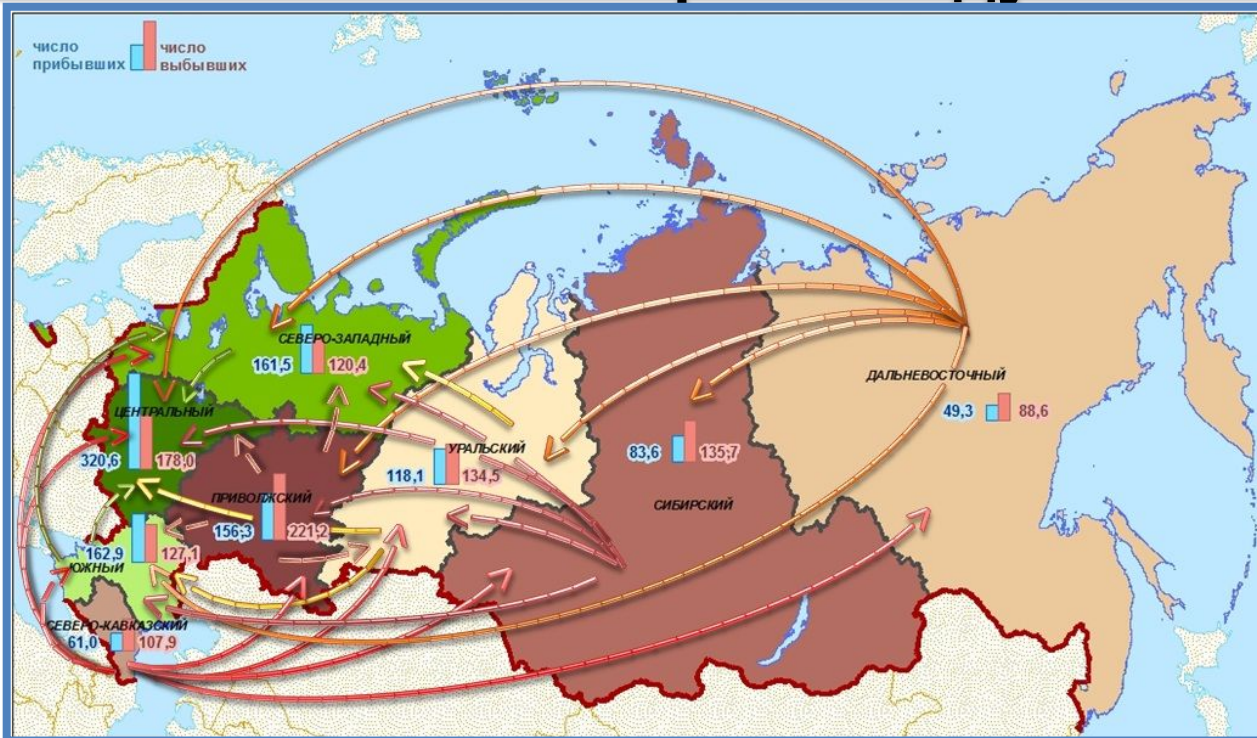 число
прибывших
число
выбывших
СЕВЕРО-ЗАПАДНЫЙ
161,5 120,4
ДАЛЬНЕВОСТОЧНЫЙ
49,3 88,6
ЦЕНТРАЛЬНЫЙ
320,6 178,0
УРАЛЬСКИЙ
118,1 134,5
83,6 135,7
СИБИРСКИЙ
ПРИВОЛЖСКИЙ
156,3 221,2
162,9 127,1
ЮЖНЫЙ
СЕВЕРО-КАВКАЗСКИЙ
61,0 107,9